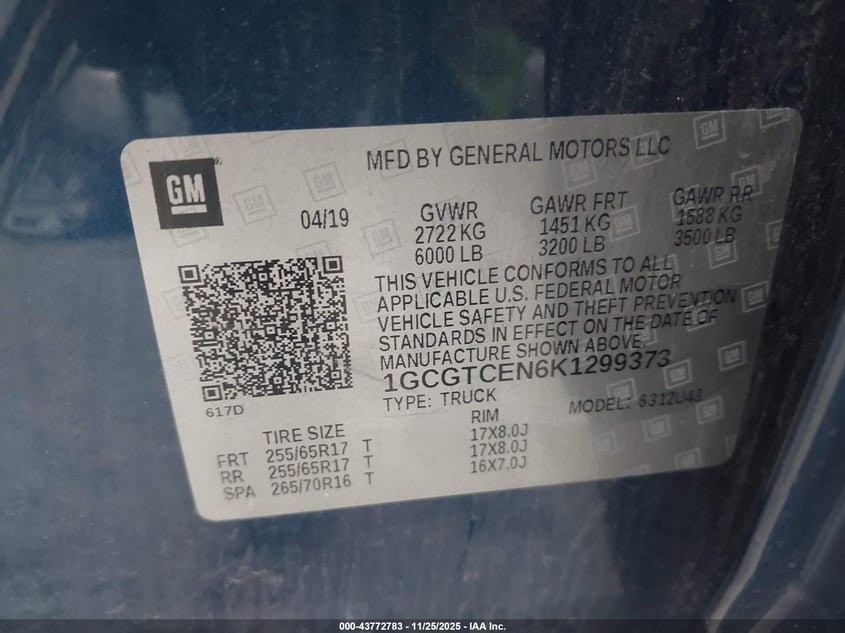 GM
MFD BY GENERAL MOTORS LLC
04/19
GVWR GAWR FRT GAWR RR
2722 KG 1451 KG 1588 KG
6000 LB 3200 LB 3500 LB
THIS VEHICLE CONFORMS TO ALL
APPLICABLE U.S. FEDERAL MOTOR
VEHICLE SAFETY AND THEFT PREVENTION
STANDARDS IN EFFECT ON THE DATE OF
MANUFACTURE SHOWN ABOVE.
1GCGTCEN6K1299373
TYPE: TRUCK MODEL: 6312U43
617D
TIRE SIZE RIM
FRT 255/65R17 T 17X8.0J
RR 255/65R17 T 17X8.0J
SPA 265/70R16 T 16X7.0J
000-43772783 - 11/25/2025 - IAA Inc.